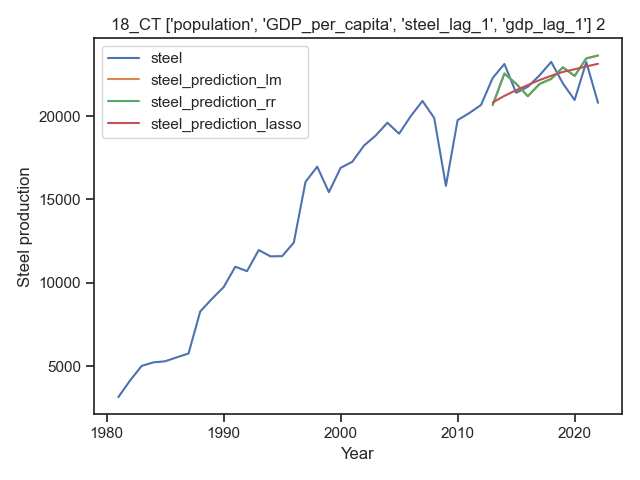 18_CT ['population', 'GDP_per_capita', 'steel_lag_1', 'gdp_lag_1'] 2
steel
steel_prediction_lm
steel_prediction_rr
steel_prediction_lasso
Steel production
20000
15000
10000
5000
1980 1990 2000 2010 2020
Year